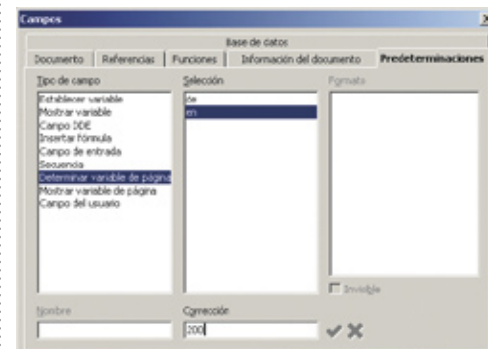 Campos
Base de datos
Documento Referencias Funciones Información del documento Predeterminaciones
Tipo de campo
Establecer variable
Mostrar variable
Campo DDE
Insertar fórmula
Campo de entrada
Secuencia
Determinar variable de página
Mostrar variable de página
Campo del usuario
Selección
de
en
Formato
Invisible
Nombre
Corrección
200